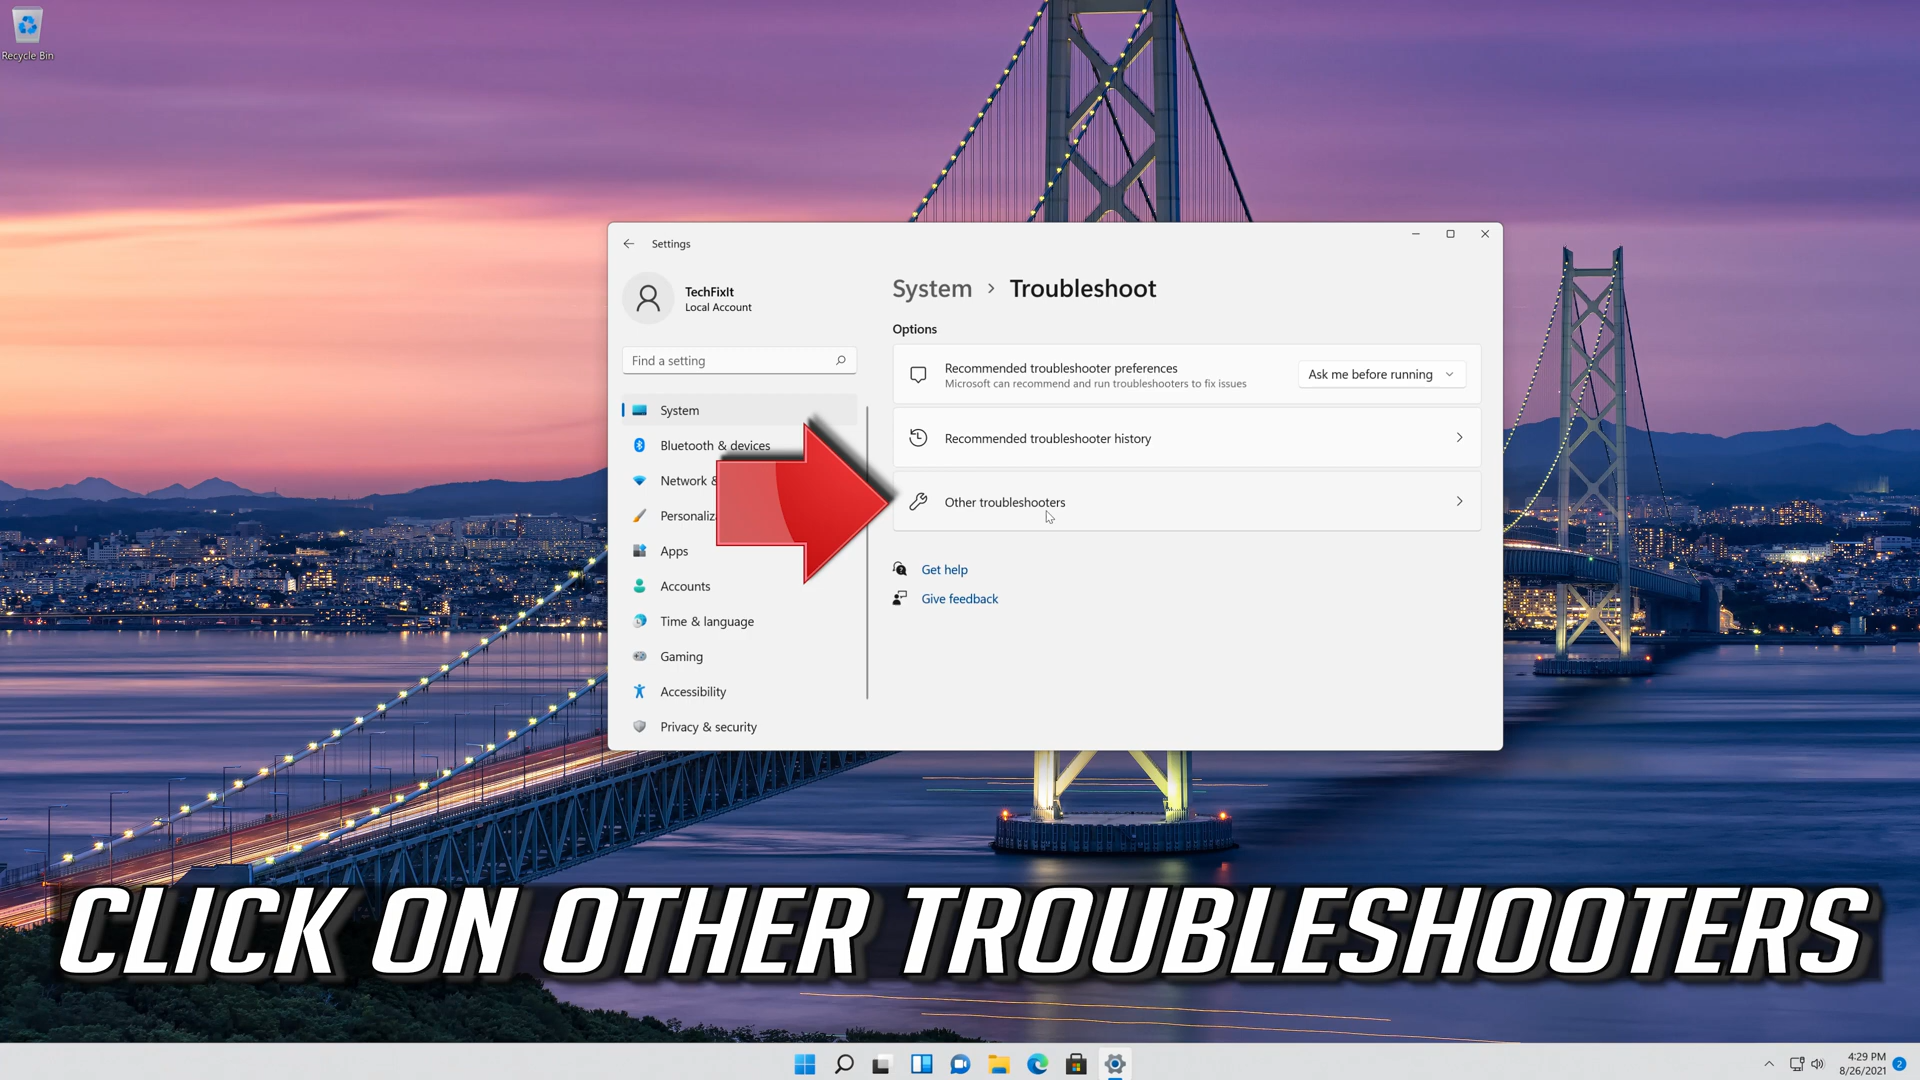 Recycle Bin
Settings
TechFixIt
Local Account
Find a setting
System
Bluetooth & devices
Network &
Personaliz
Apps
Accounts
Time & language
Gaming
Accessibility
Privacy & security
System > Troubleshoot
Options
Recommended troubleshooter preferences
Microsoft can recommend and run troubleshooters to fix issues
Ask me before running
Recommended troubleshooter history
Other troubleshooters
Get help
Give feedback
CLICK ON OTHER TROUBLESHOOTERS
4:29 PM
8/26/2021
2